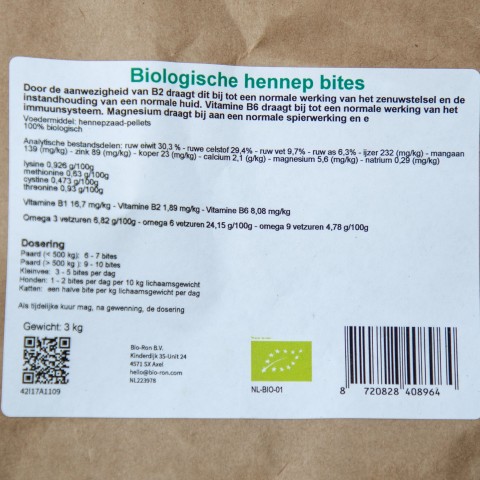 Biologische hennep bites
Door de aanwezigheid van B2 draagt dit bij tot een normale werking van het zenuwstelsel en de
instandhouding van een normale huid. Vitamine B6 draagt bij tot een normale werking van het
immuunsysteem. Magnesium draagt bij aan een normale spierwerking en e
Voedermiddel: hennepzaad-pellets
100% biologisch
Analytische bestandsdelen: ruw eiwit 30,3 % - ruwe celstof 29,4% - ruw vet 9,7% - ruw as 6,3% - ijzer 232 (mg/kg) - mangaan
139 (mg/kg) - zink 89 (mg/kg) - koper 23 (mg/kg) - calcium 2,1 (g/kg) - magnesium 5,6 (mg/kg) - natrium 0,29 (mg/kg)
lysine 0,926 g/100g
methionine 0,63 g/100g
cystine 0,473 g/100g
threonine 0,93 g/100g
Vitamine B1 16,7 mg/kg - Vitamine B2 1,89 mg/kg - Vitamine B6 8,08 mg/kg
Omega 3 vetzuren 6,82 g/100g - omega 6 vetzuren 24,15 g/100g - omega 9 vetzuren 4,78 g/100g
Dosering
Paard (< 500 kg): 6 - 7 bites
Paard (> 500 kg ): 9 - 10 bites
Kleinvee: 3 - 5 bites per dag
Honden: 1 - 2 bites per dag per 10 kg lichaamsgewicht
Katten: een halve bite per kg lichaamsgewicht per dag
Als tijdelijke kuur mag, na gewenning, de dosering
Gewicht: 3 kg
42I17A1109
Bio-Ron B.V.
Kinderdijk 35-Unit 24
4571 SX Axel
hello@bio-ron.com
NL223978
NL-BIO-01
8 720828 408964